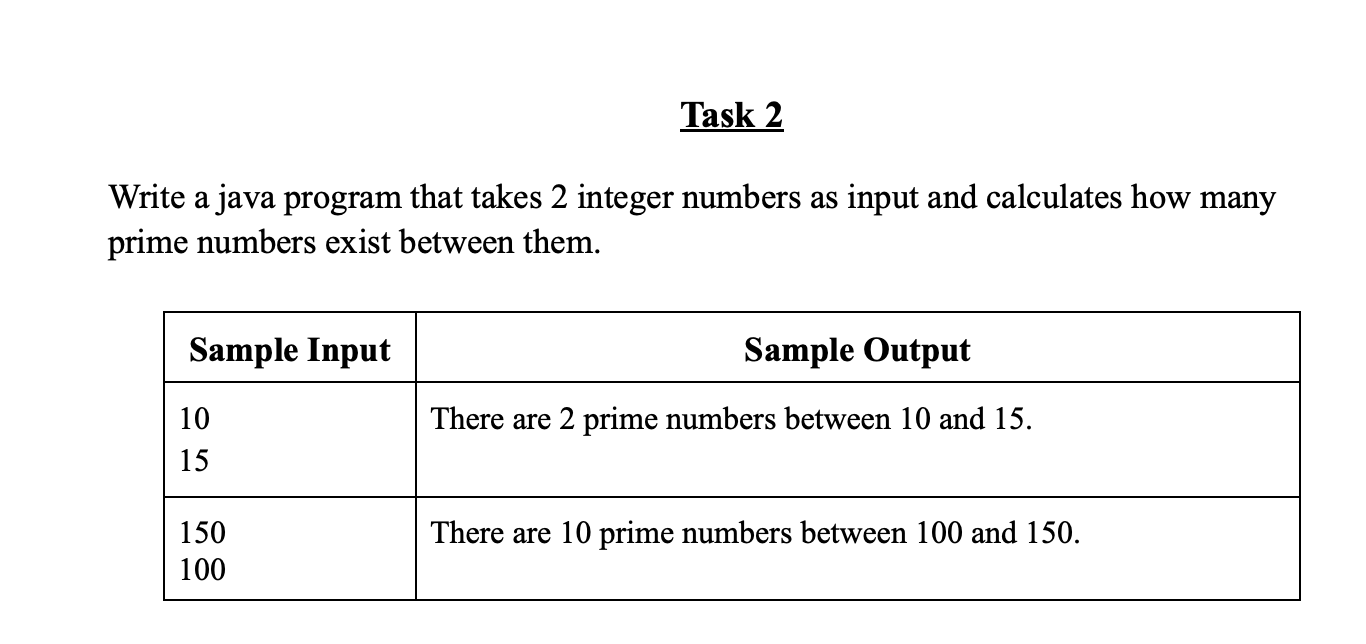 Task 2
Write a java program that takes 2 integer numbers as input and calculates how many
prime numbers exist between them.
Sample Input
Sample Output
10
15
There are 2 prime numbers between 10 and 15.
150
100
There are 10 prime numbers between 100 and 150.